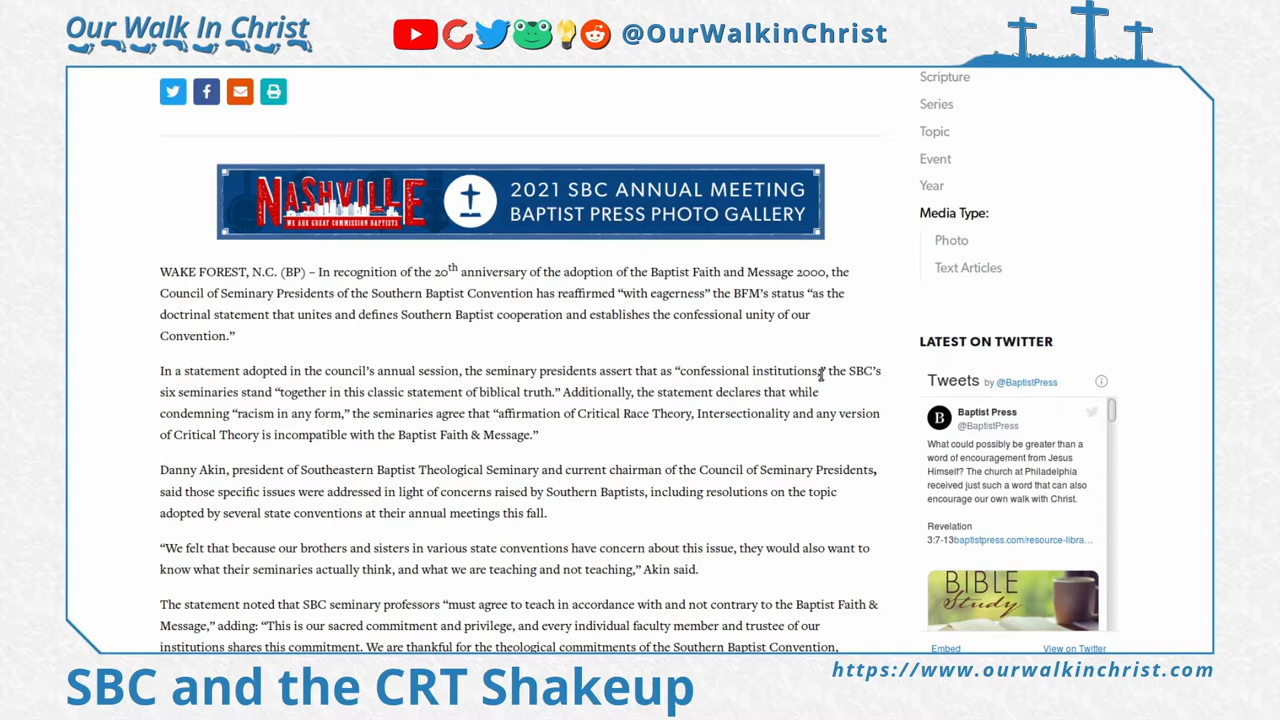 Our Walk In Christ
@OurWalkinChrist
NASHVILLE
WE ARE GREAT COMMISSION BAPTISTS
2021 SBC ANNUAL MEETING
BAPTIST PRESS PHOTO GALLERY
WAKE FOREST, N.C. (BP) – In recognition of the 20th anniversary of the adoption of the Baptist Faith and Message 2000, the
Council of Seminary Presidents of the Southern Baptist Convention has reaffirmed “with eagerness” the BFM’s status “as the
doctrinal statement that unites and defines Southern Baptist cooperation and establishes the confessional unity of our
Convention.”
In a statement adopted in the council’s annual session, the seminary presidents assert that as “confessional institutions,” the SBC’s
six seminaries stand “together in this classic statement of biblical truth.” Additionally, the statement declares that while
condemning “racism in any form,” the seminaries agree that “affirmation of Critical Race Theory, Intersectionality and any version
of Critical Theory is incompatible with the Baptist Faith & Message.”
Danny Akin, president of Southeastern Baptist Theological Seminary and current chairman of the Council of Seminary Presidents,
said those specific issues were addressed in light of concerns raised by Southern Baptists, including resolutions on the topic
adopted by several state conventions at their annual meetings this fall.
“We felt that because our brothers and sisters in various state conventions have concern about this issue, they would also want to
know what their seminaries actually think, and what we are teaching and not teaching,” Akin said.
The statement noted that SBC seminary professors “must agree to teach in accordance with and not contrary to the Baptist Faith &
Message,” adding: “This is our sacred commitment and privilege, and every individual faculty member and trustee of our
institutions shares this commitment. We are thankful for the theological commitments of the Southern Baptist Convention,
Scripture
Series
Topic
Event
Year
Media Type:
Photo
Text Articles
LATEST ON TWITTER
Tweets by @BaptistPress
B
Baptist Press
@BaptistPress
What could possibly be greater than a
word of encouragement from Jesus
Himself? The church at Philadelphia
received just such a word that can also
encourage our own walk with Christ.
Revelation
3:7-13baptistpress.com/resource-libra…
BIBLE
Study
Embed
View on Twitter
SBC and the CRT Shakeup
https://www.ourwalkinchrist.com